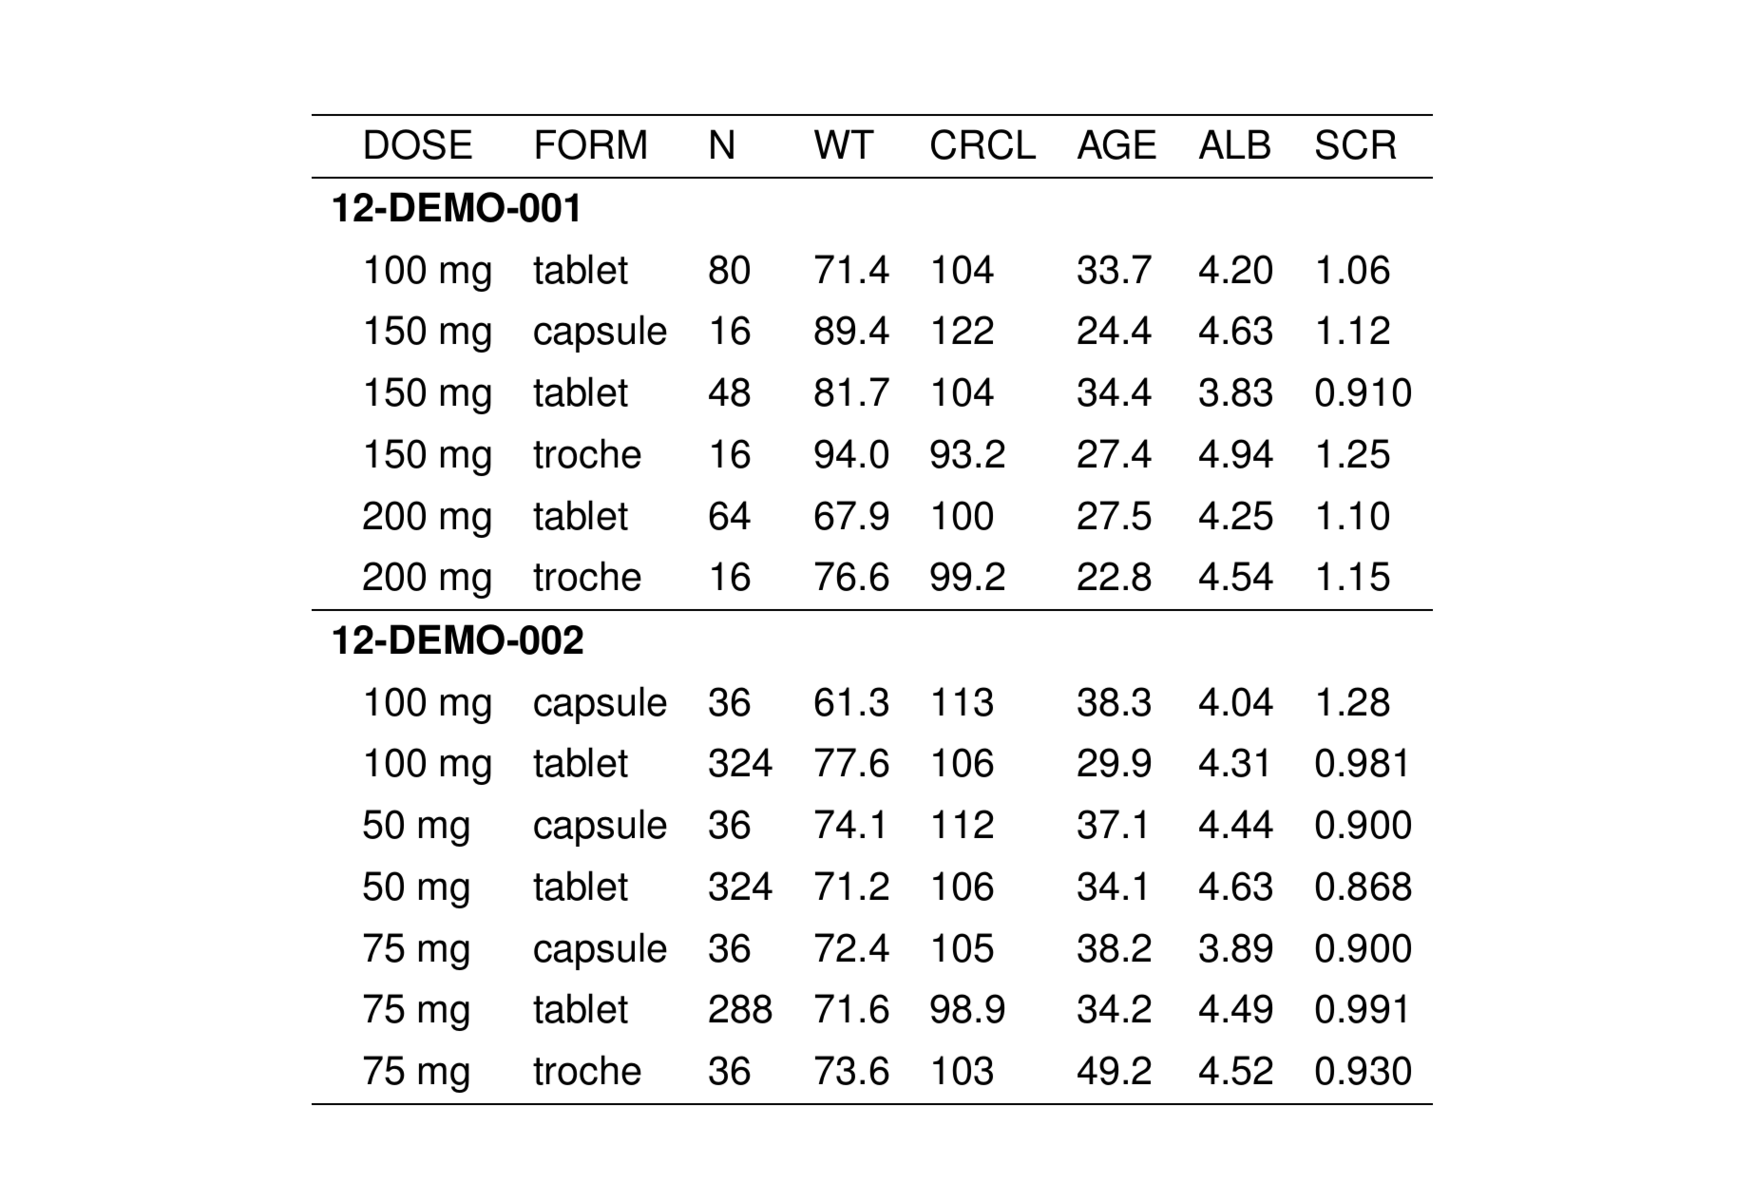 DOSE FORM N WT CRCL AGE ALB SCR
12-DEMO-001
100 mg tablet 80 71.4 104 33.7 4.20 1.06
150 mg capsule 16 89.4 122 24.4 4.63 1.12
150 mg tablet 48 81.7 104 34.4 3.83 0.910
150 mg troche 16 94.0 93.2 27.4 4.94 1.25
200 mg tablet 64 67.9 100 27.5 4.25 1.10
200 mg troche 16 76.6 99.2 22.8 4.54 1.15
12-DEMO-002
100 mg capsule 36 61.3 113 38.3 4.04 1.28
100 mg tablet 324 77.6 106 29.9 4.31 0.981
50 mg capsule 36 74.1 112 37.1 4.44 0.900
50 mg tablet 324 71.2 106 34.1 4.63 0.868
75 mg capsule 36 72.4 105 38.2 3.89 0.900
75 mg tablet 288 71.6 98.9 34.2 4.49 0.991
75 mg troche 36 73.6 103 49.2 4.52 0.930